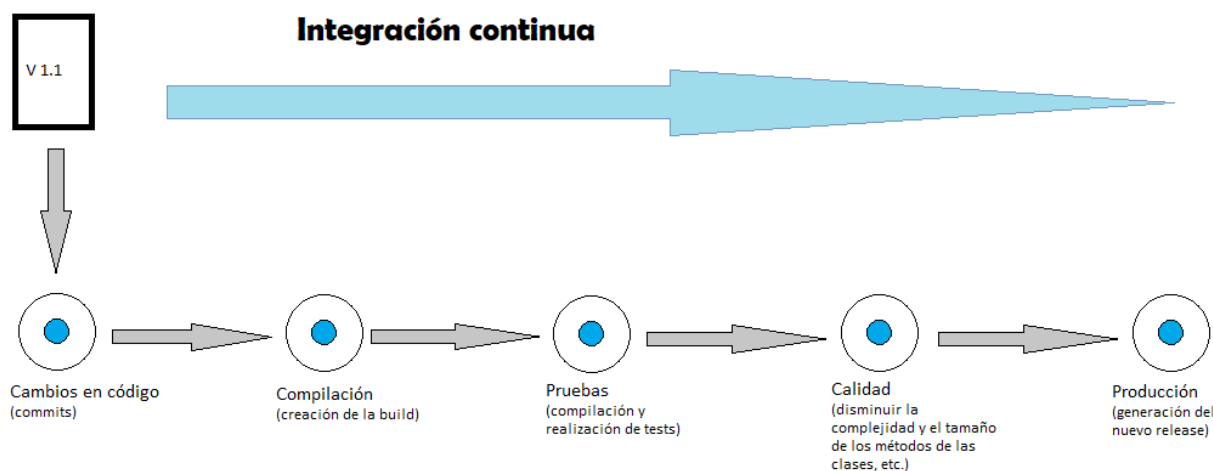 Integración continua
V 1.1
Cambios en código
(commits)
Compilación
(creación de la build)
Pruebas
(compilación y
realización de tests)
Calidad
(disminuir la
complejidad y el tamaño
de los métodos de las
clases, etc.)
Producción
(generación del
nuevo release)